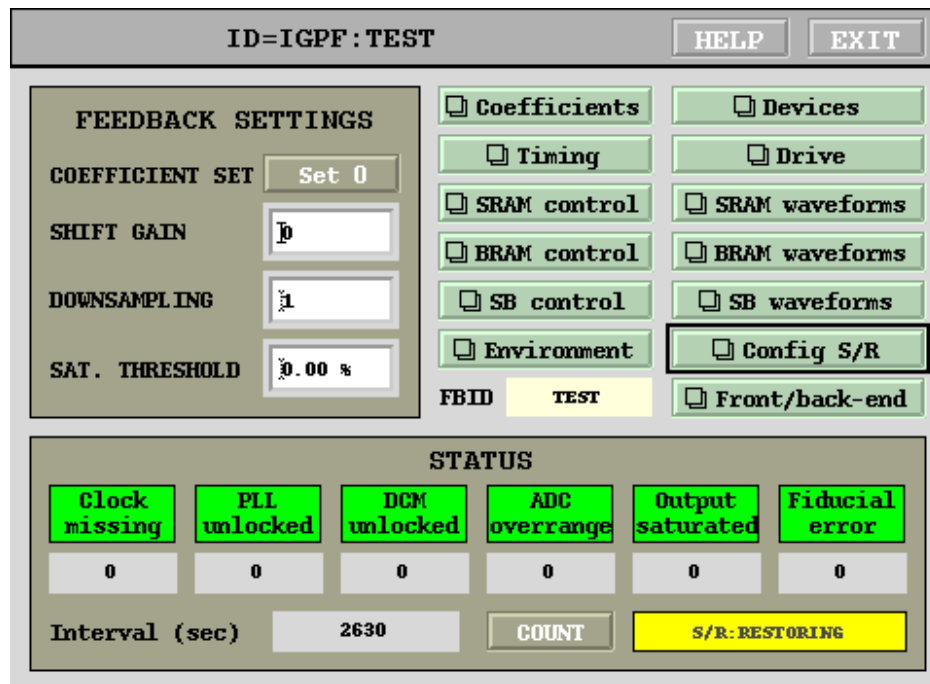 ID=IGPF:TEST HELP EXIT
FEEDBACK SETTINGS
COEFFICIENT SET Set 0
SHIFT GAIN 0
DOWNSAMPLING 1
SAT. THRESHOLD 0.00 %
Coefficients Devices
Timing Drive
SRAM control SRAM waveforms
BRAM control BRAM waveforms
SB control SB waveforms
Environment Config S/R
FBID TEST Front/back-end
STATUS
Clock missing
PLL unlocked
DCM unlocked
ADC overrange
Output saturated
Fiducial error
0 0 0 0 0 0
Interval (sec) 2630 COUNT S/R:RESTORING